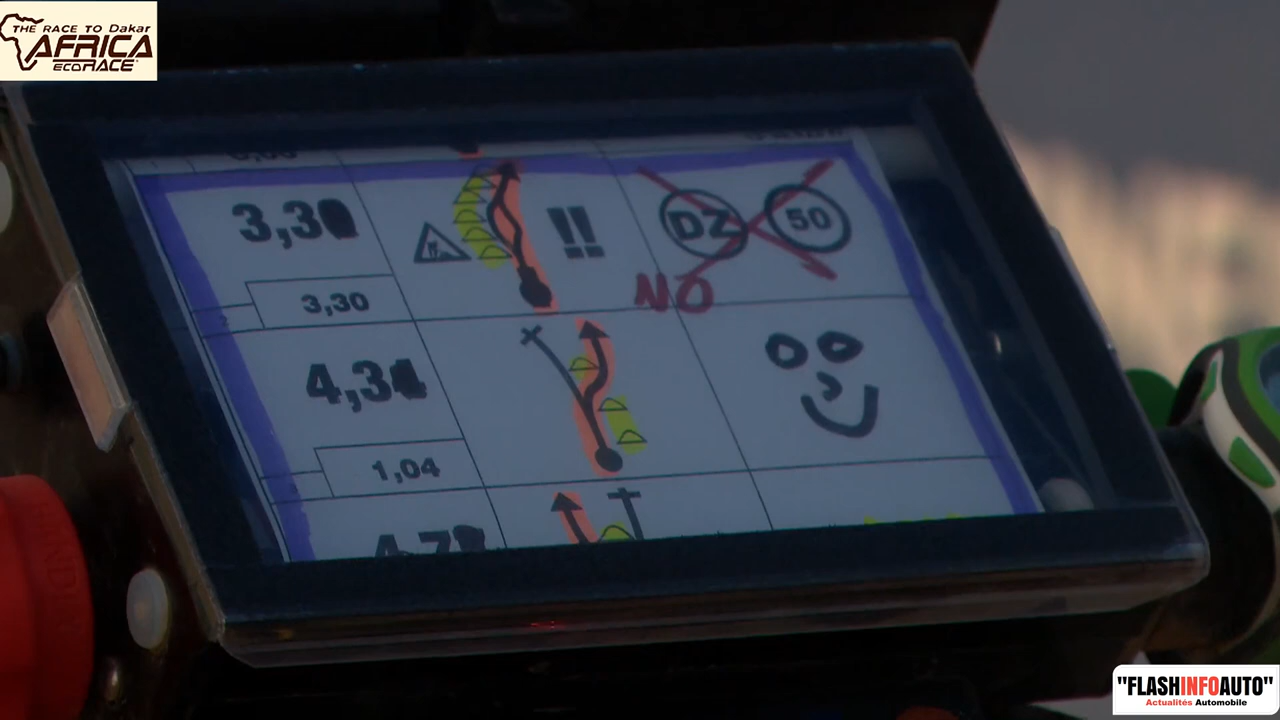 THE RACE TO Dakar
AFRICA
ECORACE
3,30
!!
DZ
50
NO
3,30
4,34
1,04
"FLASHINFOAUTO"
Actualités Automobile